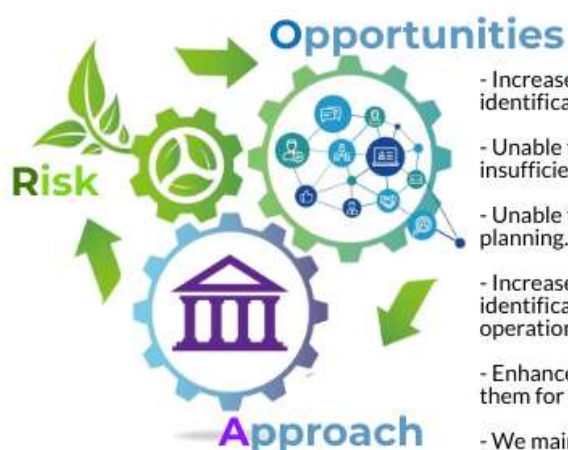 Opportunities
Risk
Approach
- Increase
identifica
- Unable
insufficie
- Unable
planning.
- Increase
identifica
operation
- Enhance
them for
- We main